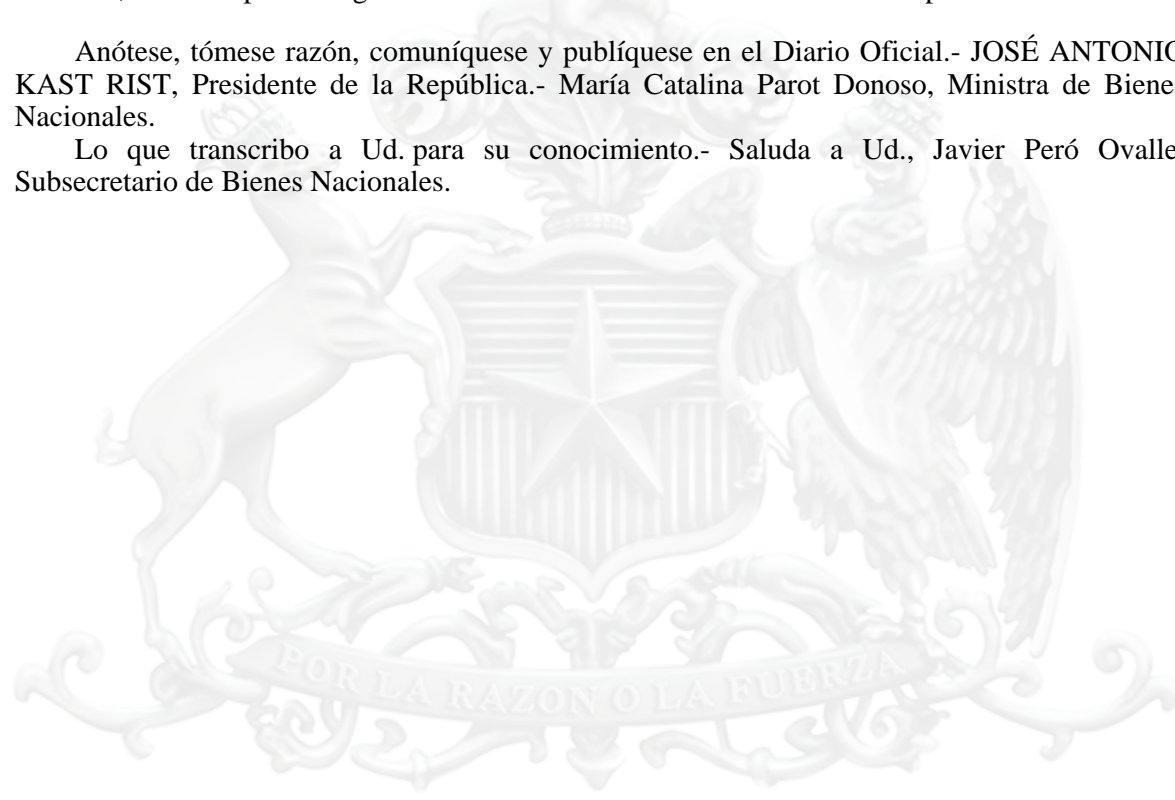 Anótese, tómese razón, comuníquese y publíquese en el Diario Oficial.- JOSÉ ANTONIO
KAST RIST, Presidente de la República.- María Catalina Parot Donoso, Ministra de Biene
Nacionales.
Lo que transcribo a Ud. para su conocimiento.- Saluda a Ud., Javier Peró Ovalle
Subsecretario de Bienes Nacionales.
POR LA RAZON O LA FUERZA